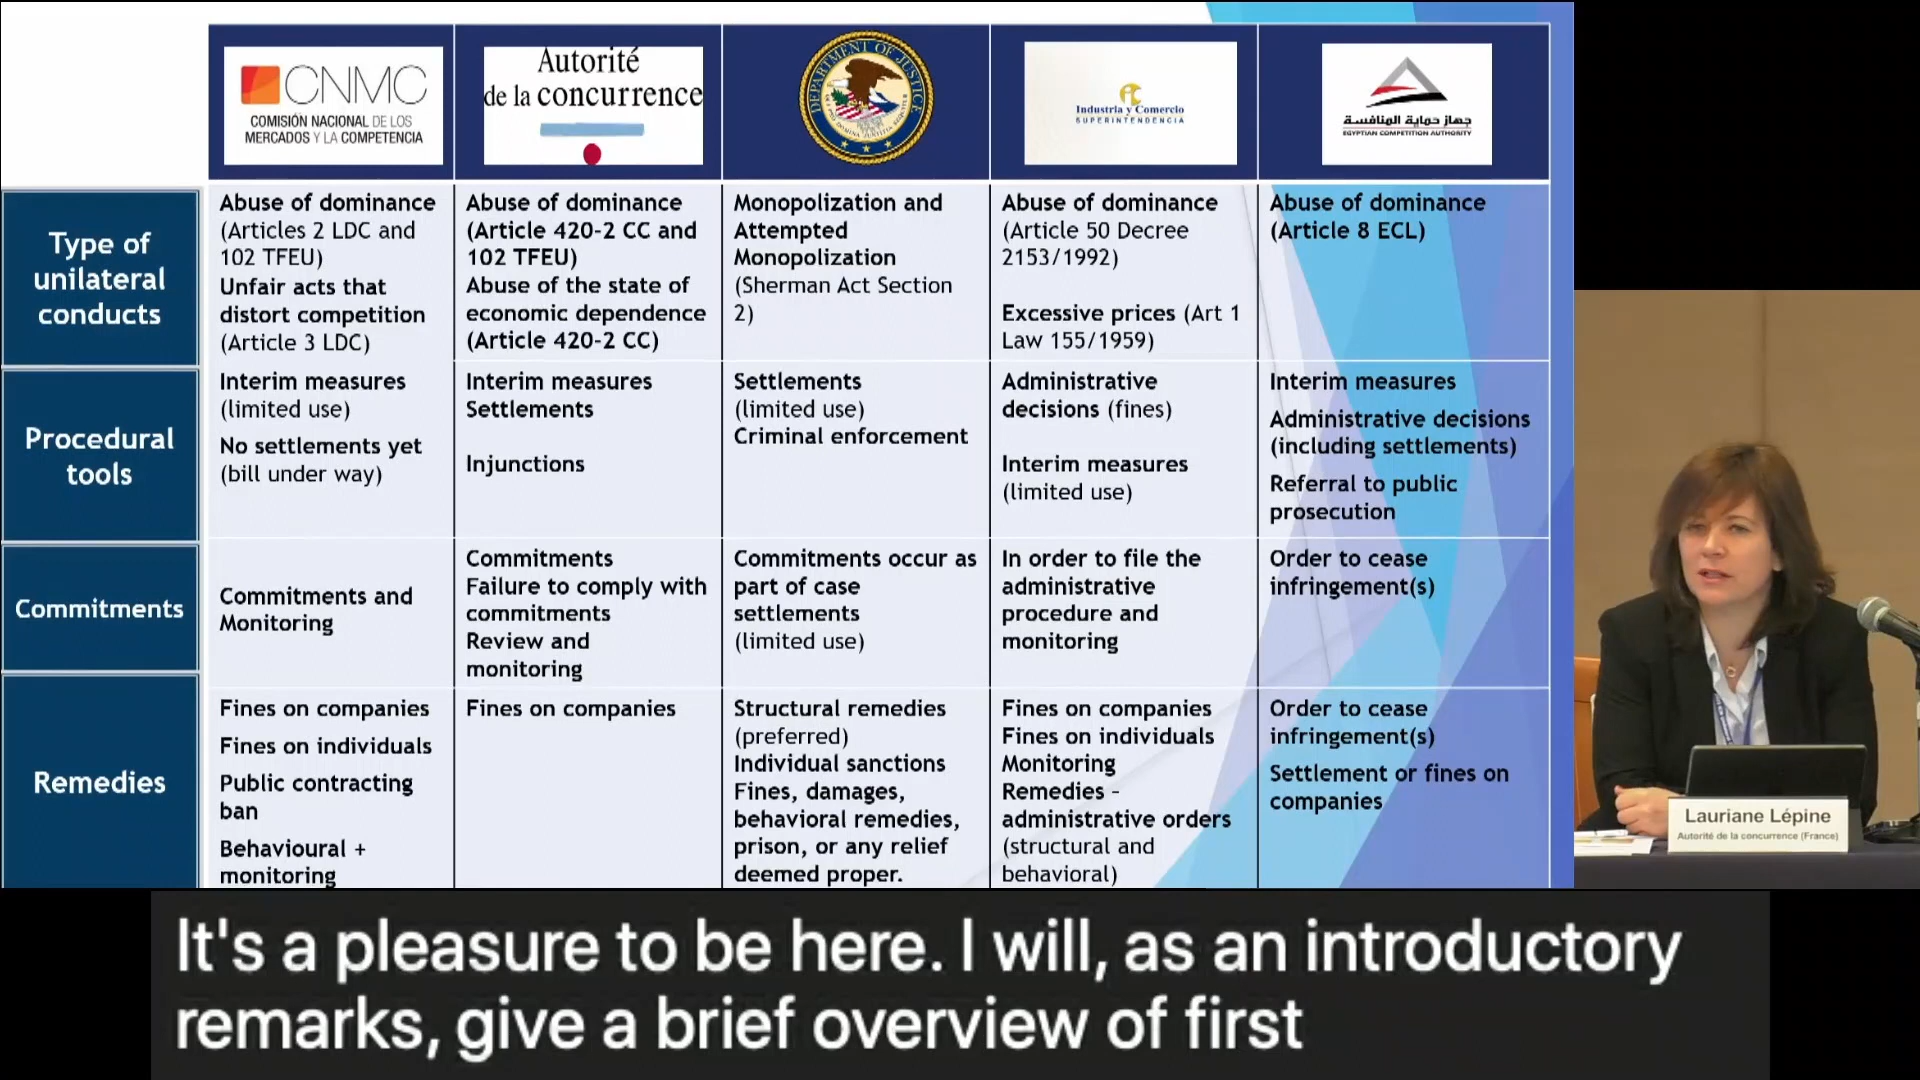 CNMC
COMISIÓN NACIONAL DE LOS
MERCADOS Y LA COMPETENCIA
Autorité
de la concurrence
DEPARTMENT OF JUSTICE
Industria y Comercio
SUPERINTENDENCIA
جهاز حماية المنافسة
EGYPTIAN COMPETITION AUTHORITY
Type of
unilateral
conducts
Abuse of dominance
(Articles 2 LDC and
102 TFEU)
Unfair acts that
distort competition
(Article 3 LDC)
Abuse of dominance
(Article 420-2 CC and
102 TFEU)
Abuse of the state of
economic dependence
(Article 420-2 CC)
Monopolization and
Attempted
Monopolization
(Sherman Act Section
2)
Abuse of dominance
(Article 50 Decree
2153/1992)
Excessive prices (Art 1
Law 155/1959)
Abuse of dominance
(Article 8 ECL)
Procedural
tools
Interim measures
(limited use)
No settlements yet
(bill under way)
Interim measures
Settlements
Injunctions
Settlements
(limited use)
Criminal enforcement
Administrative
decisions (fines)
Interim measures
(limited use)
Interim measures
Administrative decisions
(including settlements)
Referral to public
prosecution
Commitments
Commitments and
Monitoring
Commitments
Failure to comply with
commitments
Review and
monitoring
Commitments occur as
part of case
settlements
(limited use)
In order to file the
administrative
procedure and
monitoring
Order to cease
infringement(s)
Remedies
Fines on companies
Fines on individuals
Public contracting
ban
Behavioural +
monitoring
Fines on companies
Structural remedies
(preferred)
Individual sanctions
Fines, damages,
behavioral remedies,
prison, or any relief
deemed proper.
Fines on companies
Fines on individuals
Monitoring
Remedies –
administrative orders
(structural and
behavioral)
Order to cease
infringement(s)
Settlement or fines on
companies
Lauriane Lépine
Autorité de la concurrence (France)
It's a pleasure to be here. I will, as an introductory
remarks, give a brief overview of first